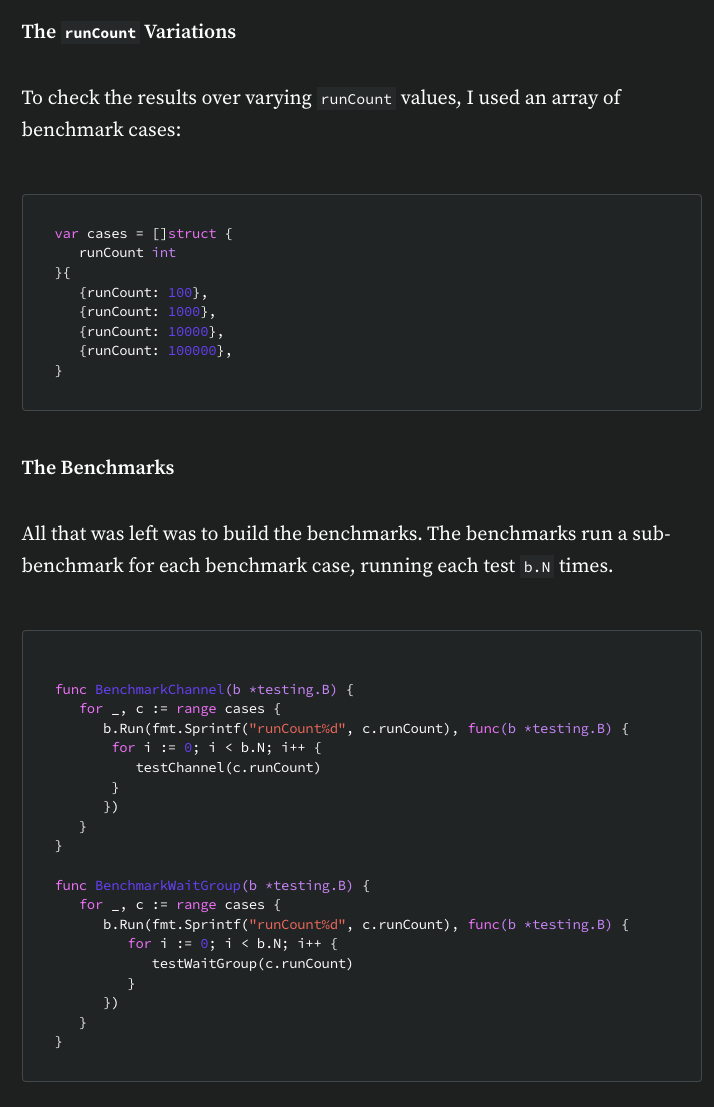 The runCount Variations
To check the results over varying runCount values, I used an array of
benchmark cases:
var cases = []struct {
   runCount int
}{
   {runCount: 100},
   {runCount: 1000},
   {runCount: 10000},
   {runCount: 100000},
}
The Benchmarks
All that was left was to build the benchmarks. The benchmarks run a sub-
benchmark for each benchmark case, running each test b.N times.
func BenchmarkChannel(b *testing.B) {
   for _, c := range cases {
      b.Run(fmt.Sprintf("runCount%d", c.runCount), func(b *testing.B) {
       for i := 0; i < b.N; i++ {
          testChannel(c.runCount)
       }
      })
   }
}
func BenchmarkWaitGroup(b *testing.B) {
   for _, c := range cases {
      b.Run(fmt.Sprintf("runCount%d", c.runCount), func(b *testing.B) {
         for i := 0; i < b.N; i++ {
            testWaitGroup(c.runCount)
         }
      })
   }
}